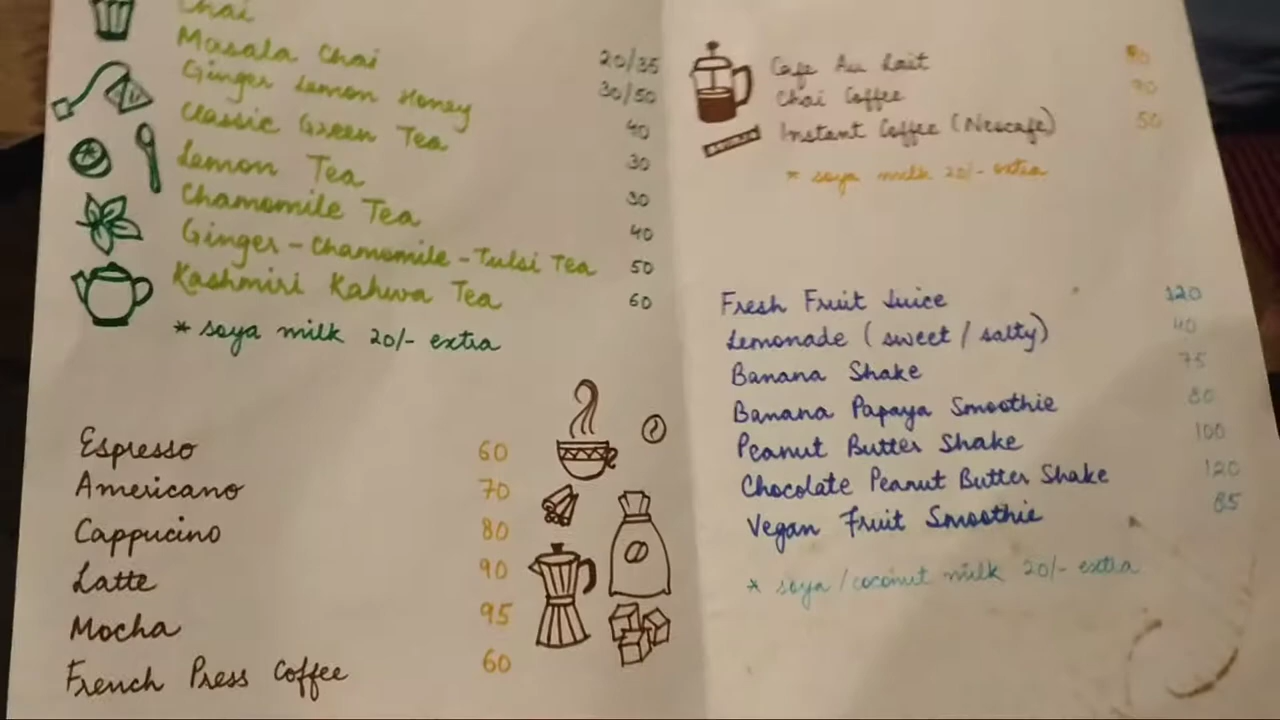 Chai 20/35
Masala Chai 30/50
Ginger Lemon Honey 40
Classic Green Tea 30
Lemon Tea 30
Chamomile Tea 40
Ginger-Chamomile-Tulsi Tea 50
Kashmiri Kahwa Tea 60
* soya milk 20/- extra
Espresso 60
Americano 70
Cappucino 80
Latte 90
Mocha 95
French Press Coffee 60
Cafe Au Lait
Chai Coffee 90
Instant Coffee (Nescafe) 50
* soya milk 20/- extra
Fresh Fruit Juice 120
Lemonade (sweet / salty) 40
Banana Shake 75
Banana Papaya Smoothie 80
Peanut Butter Shake 100
Chocolate Peanut Butter Shake 120
Vegan Fruit Smoothie 85
* soya/coconut milk 20/- extra